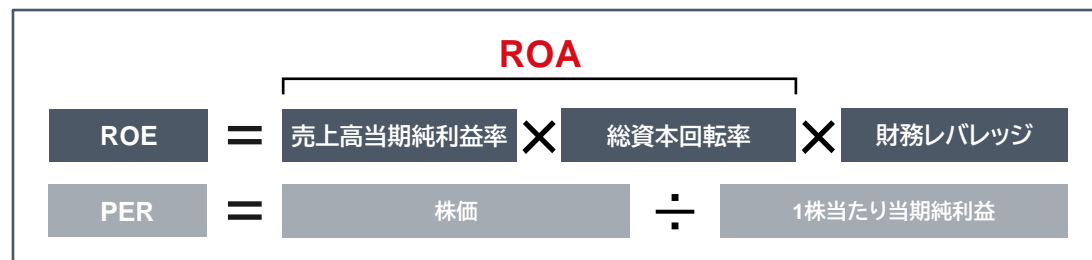 ROA
ROE = 売上高当期純利益率 × 総資本回転率 × 財務レバレッジ
PER = 株価 ÷ 1株当たり当期純利益